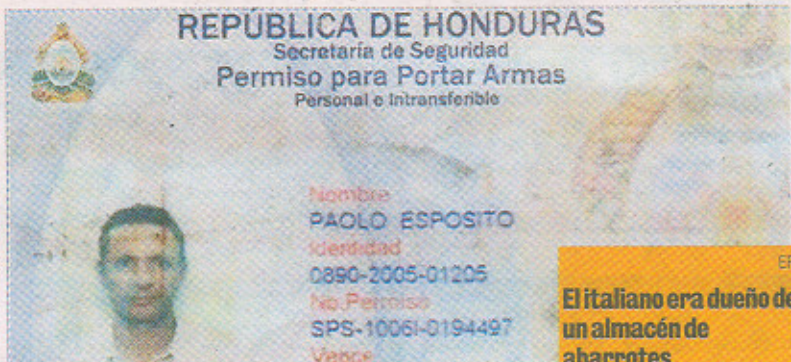 REPÚBLICA DE HONDURAS
Secretaría de Seguridad
Permiso para Portar Armas
Personal e Intransferible
Nombre
PAOLO ESPOSITO
Identidad
0890-2005-01205
No.Permiso
SPS-10061-0194497
Vence
El italiano era dueño de
un almacén de
abarrotes